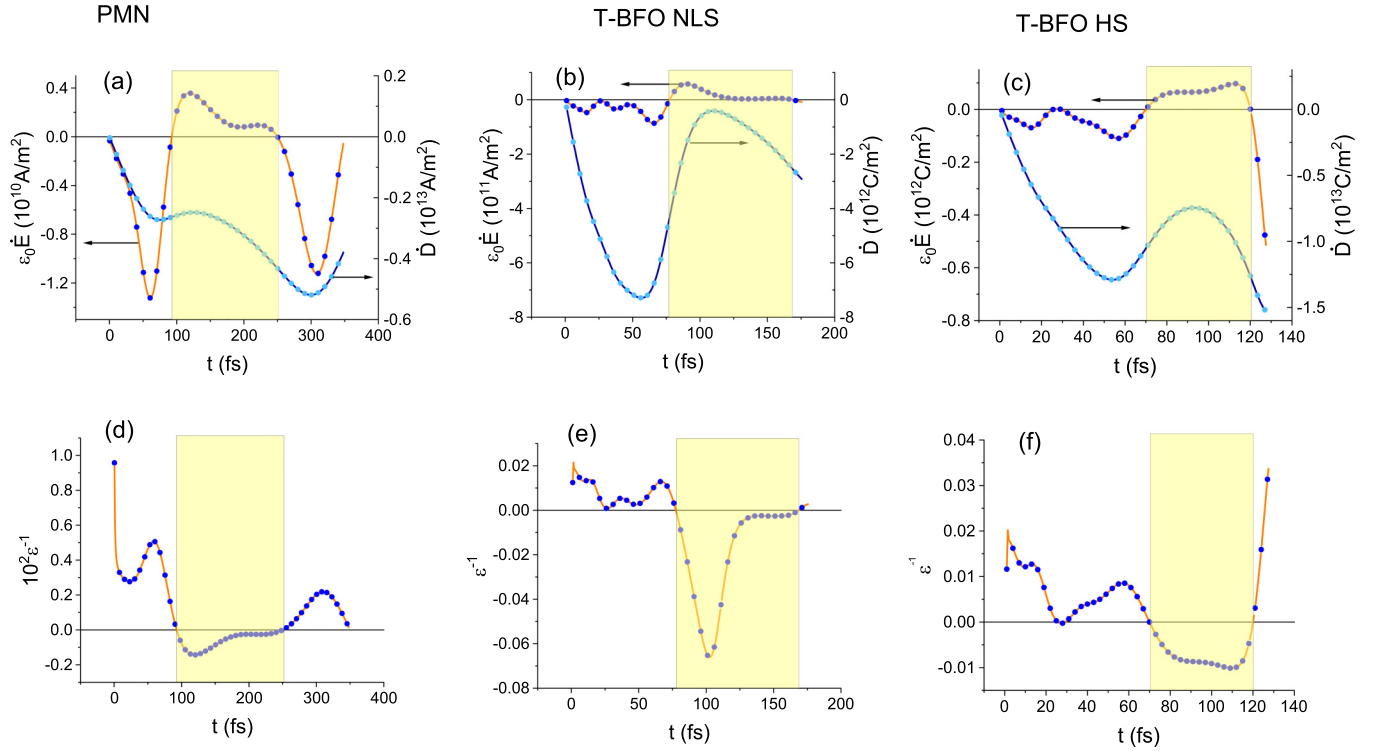 PMN
T-BFO NLS
T-BFO HS
(a)
0.4
0.0
-0.4
-0.8
-1.2
ε₀Ė (10¹⁰A/m²)
0.2
0.0
-0.2
-0.4
-0.6
Ḋ (10¹³A/m²)
0 100 200 300 400
t (fs)
(b)
0
-2
-4
-6
-8
ε₀Ė (10¹¹A/m²)
0
-2
-4
-6
-8
Ḋ (10¹²C/m²)
0 50 100 150 200
t (fs)
(c)
0.0
-0.2
-0.4
-0.6
-0.8
ε₀Ė (10¹²C/m²)
0.0
-0.5
-1.0
-1.5
Ḋ (10¹³C/m²)
0 20 40 60 80 100 120 140
t (fs)
(d)
1.0
0.8
0.6
0.4
0.2
0.0
-0.2
10²ε⁻¹
0 100 200 300 400
t (fs)
(e)
0.02
0.00
-0.02
-0.04
-0.06
-0.08
ε⁻¹
0 50 100 150 200
t (fs)
(f)
0.04
0.03
0.02
0.01
0.00
-0.01
ε⁻¹
0 20 40 60 80 100 120 140
t (fs)